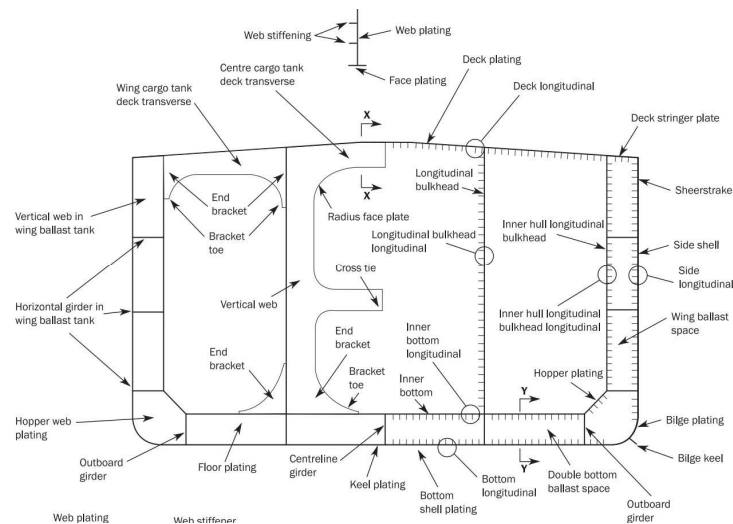 Web stiffening
Web plating
Deck plating
Centre cargo tank
deck transverse
Face plating
Deck longitudinal
Wing cargo tank
deck transverse
X
Deck stringer plate
Longitudinal
bulkhead
Sheerstrake
X
End
bracket
Radius face plate
Vertical web in
wing ballast tank
Bracket
toe
Longitudinal bulkhead
longitudinal
Inner hull longitudinal
bulkhead
Side shell
Cross tie
Side
longitudinal
Horizontal girder in
wing ballast tank
Vertical web
Inner hull longitudinal
bulkhead longitudinal
Wing ballast
space
End
bracket
End
bracket
Inner bottom
longitudinal
Bracket
toe
Inner
bottom
Hopper plating
Y
Hopper web
plating
Bilge plating
Outboard
girder
Floor plating
Centreline
girder
Keel plating
Bottom
shell plating
Bottom
longitudinal
Y
Double bottom
ballast space
Bilge keel
Outboard
girder
Web plating
Web stiffener